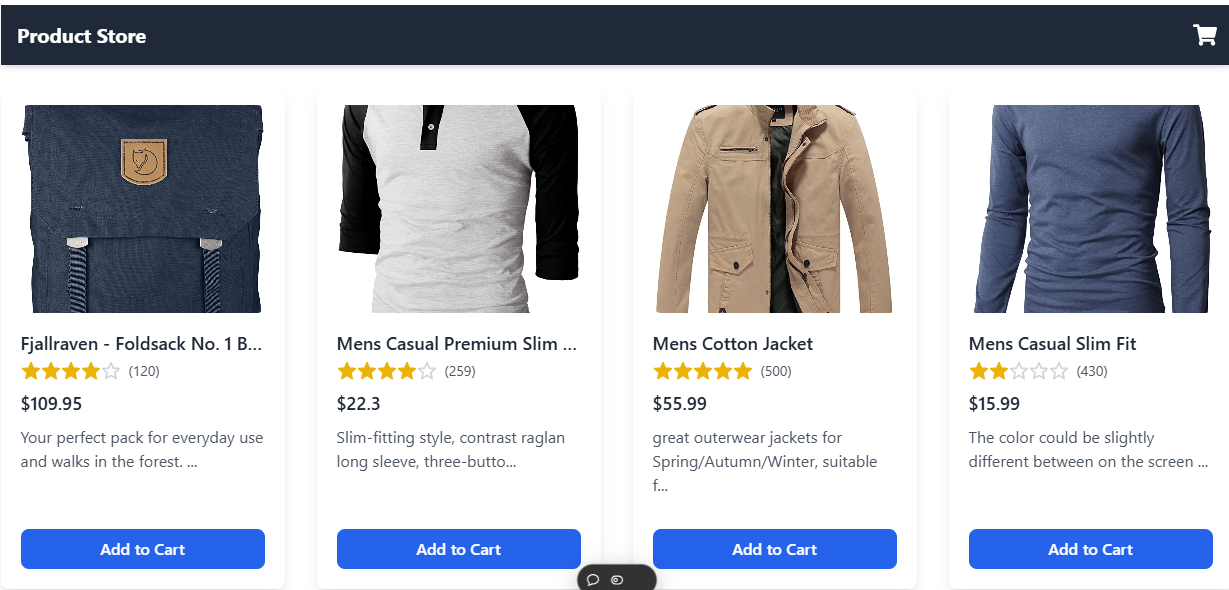 Product Store
Fjallraven - Foldsack No. 1 B...
(120)
$109.95
Your perfect pack for everyday use
and walks in the forest. ...
Add to Cart
Mens Casual Premium Slim ...
(259)
$22.3
Slim-fitting style, contrast raglan
long sleeve, three-butto...
Add to Cart
Mens Cotton Jacket
(500)
$55.99
great outerwear jackets for
Spring/Autumn/Winter, suitable
f...
Add to Cart
Mens Casual Slim Fit
(430)
$15.99
The color could be slightly
different between on the screen ...
Add to Cart